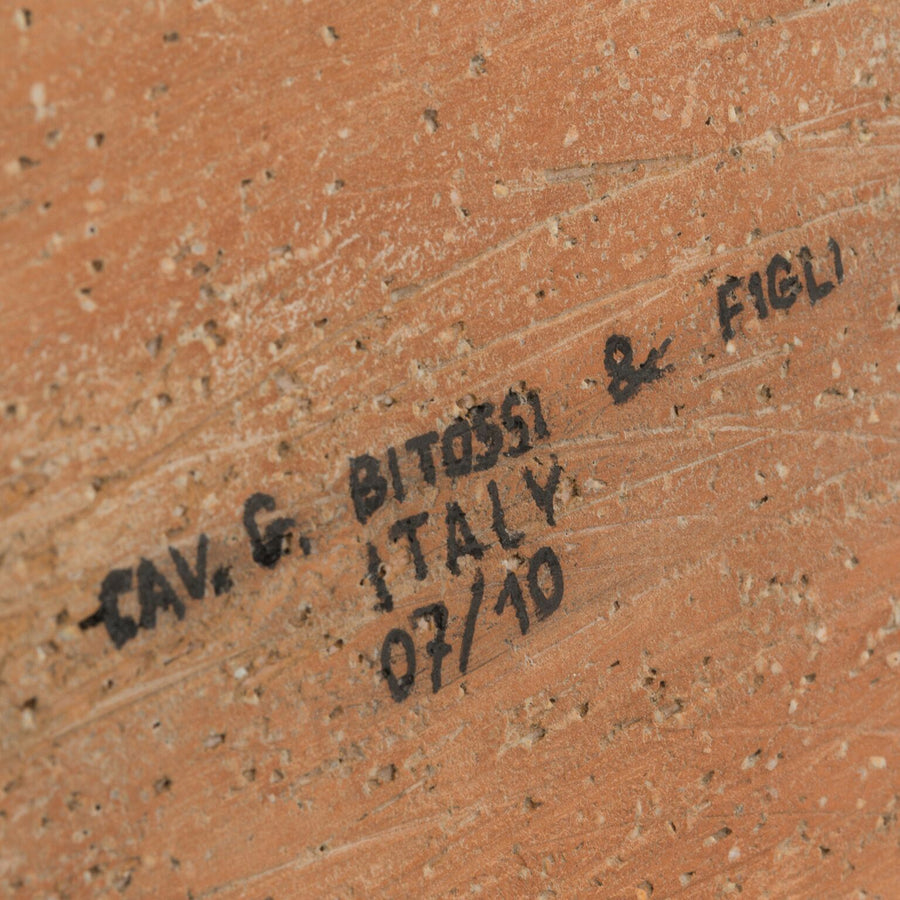 CAV. G. BITOSSI & FIGLI
ITALY
07/10